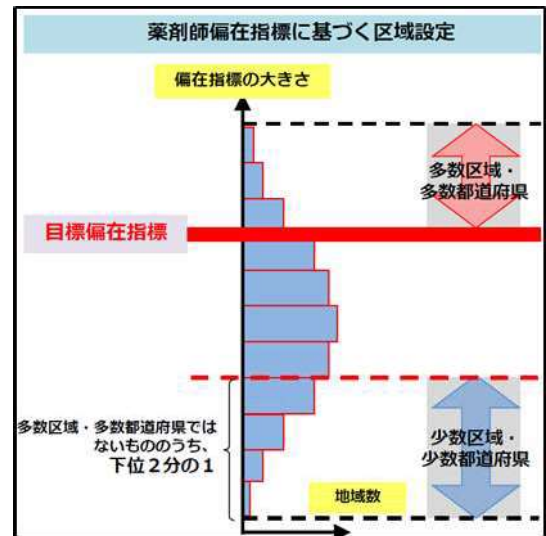 薬剤師偏在指標に基づく区域設定
偏在指標の大きさ
多数区域・
多数都道府県
目標偏在指標
多数区域・多数都道府県では
ないもののうち、
下位２分の１
少数区域・
少数都道府県
地域数